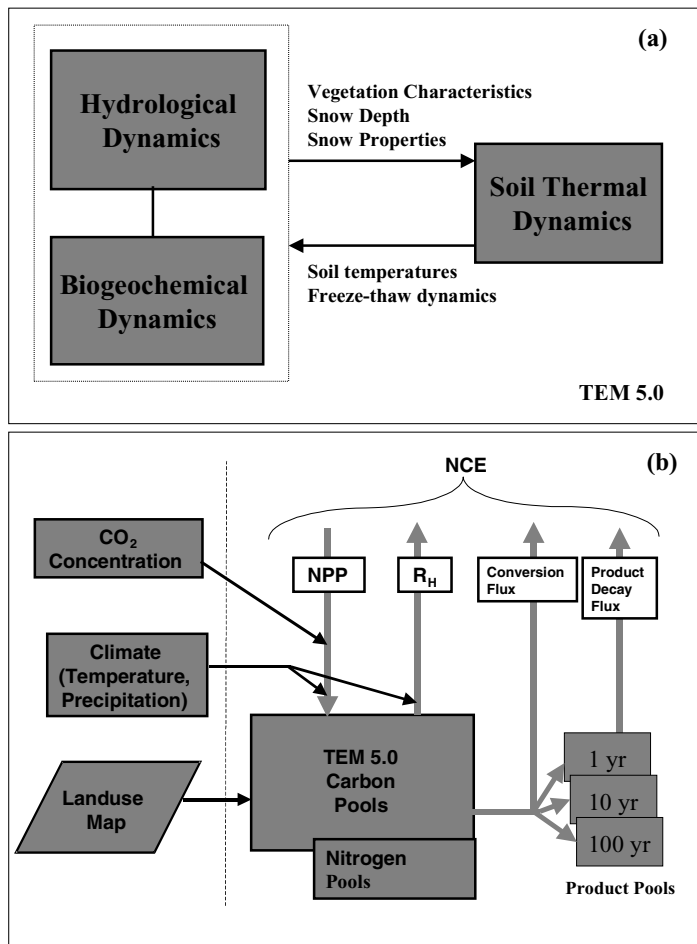 (a)
Hydrological
Dynamics
Vegetation Characteristics
Snow Depth
Snow Properties
Soil Thermal
Dynamics
Biogeochemical
Dynamics
Soil temperatures
Freeze-thaw dynamics
TEM 5.0
(b)
NCE
CO₂
Concentration
NPP
R_H
Conversion
Flux
Product
Decay
Flux
Climate
(Temperature,
Precipitation)
TEM 5.0
Carbon
Pools
1 yr
10 yr
100 yr
Landuse
Map
Nitrogen
Pools
Product Pools